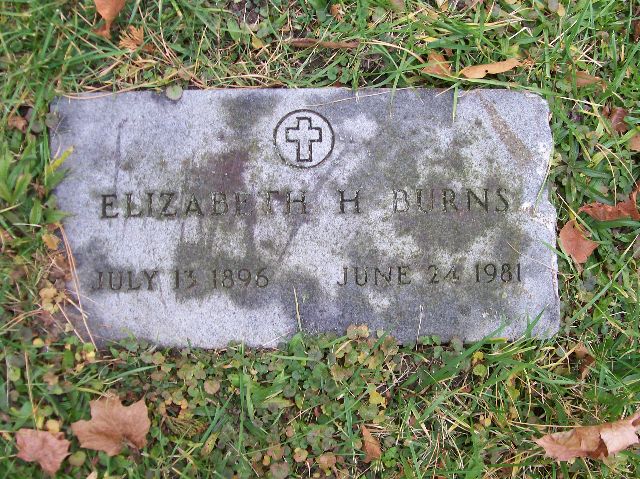 ELIZABETH H BURNS
JULY 13 1896 JUNE 24 1981